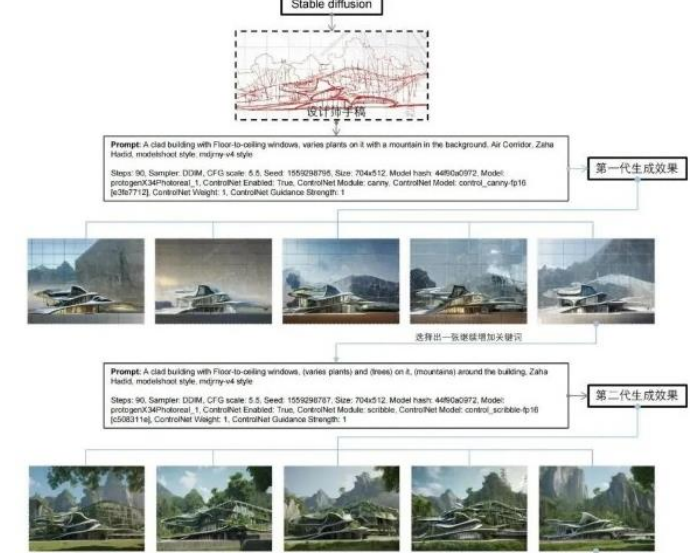 Stable diffusion
设计师手稿
Prompt: A clad building with Floor-to-ceiling windows, varies plants on it with a mountain in the background, Air Corridor, Zaha
Hadid, modelshoot style, mdjrny-v4 style
Steps: 90, Sampler: DDIM, CFG scale: 5.5, Seed: 1559298795, Size: 704x512, Model hash: 44f90a0972, Model:
protogenX34Photoreal_1, ControlNet Enabled: True, ControlNet Module: canny, ControlNet Model: control_canny-fp16
[e3fe7712], ControlNet Weight: 1, ControlNet Guidance Strength: 1
第一代生成效果
选择出一张继续增加关键词
Prompt: A clad building with Floor-to-ceiling windows, (varies plants) and (trees) on it, (mountains) around the building, Zaha
Hadid, modelshoot style, mdjrny-v4 style
Steps: 90, Sampler: DDIM, CFG scale: 5.5, Seed: 1559298787, Size: 704x512, Model hash: 44f90a0972, Model:
protogenX34Photoreal_1, ControlNet Enabled: True, ControlNet Module: scribble, ControlNet Model: control_scribble-fp16
[c508311e], ControlNet Weight: 1, ControlNet Guidance Strength: 1
第二代生成效果